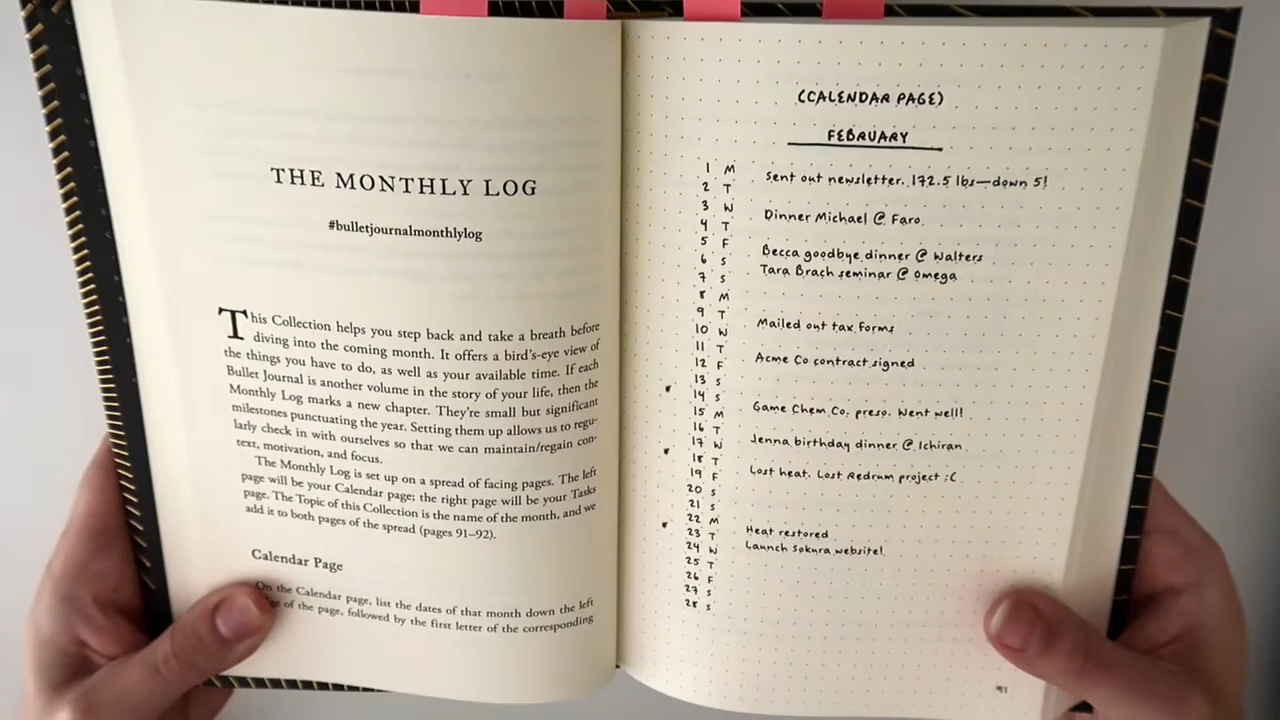 THE MONTHLY LOG
#bulletjournalmonthlylog
This Collection helps you step back and take a breath before
diving into the coming month. It offers a bird's-eye view of
the things you have to do, as well as your available time. If each
Bullet Journal is another volume in the story of your life, then the
Monthly Log marks a new chapter. They're small but significant
milestones punctuating the year. Setting them up allows us to regu-
larly check in with ourselves so that we can maintain/regain con-
text, motivation, and focus.
The Monthly Log is set up on a spread of facing pages. The left
page will be your Calendar page; the right page will be your Tasks
page. The Topic of this Collection is the name of the month, and we
add it to both pages of the spread (pages 91–92).
Calendar Page
On the Calendar page, list the dates of that month down the left
of the page, followed by the first letter of the corresponding
(CALENDAR PAGE)
FEBRUARY
1 M Sent out newsletter. 172.5 lbs—down 5!
2 T
3 W Dinner Michael @ Faro
4 T
5 F Becca goodbye dinner @ Walters
6 S Tara Brach seminar @ Omega
7 S
8 M
9 T Mailed out tax forms
10 W
11 T Acme Co contract signed
12 F
13 S
14 S Game Chem Co. preso. Went well!
15 M
16 T Jenna birthday dinner @ Ichiran
17 W
18 T Lost heat. Lost Redrum project :C
19 F
20 S
21 S
22 M Heat restored
23 T Launch Sokura website!
24 W
25 T
26 F
27 S
28 S
91